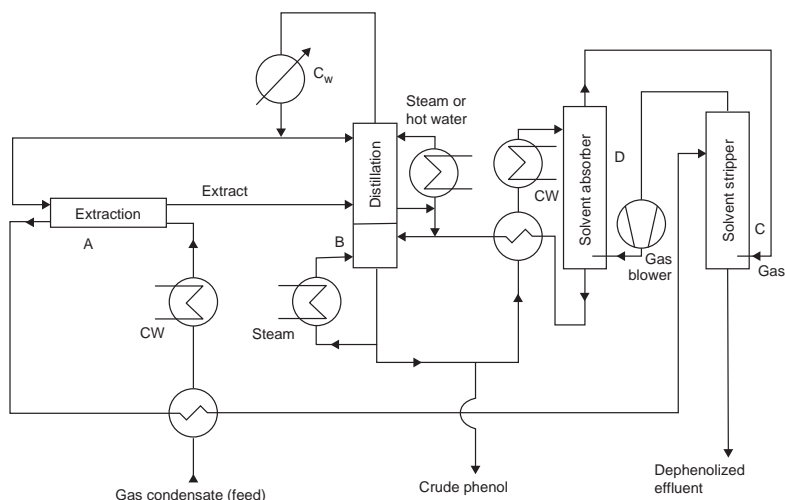 C_w
Steam or
hot water
Distillation
Solvent absorber
D
Solvent stripper
CW
Extract
Extraction
A
B
C
Gas
blower
Gas
CW
Steam
Gas condensate (feed)
Crude phenol
Dephenolized
effluent